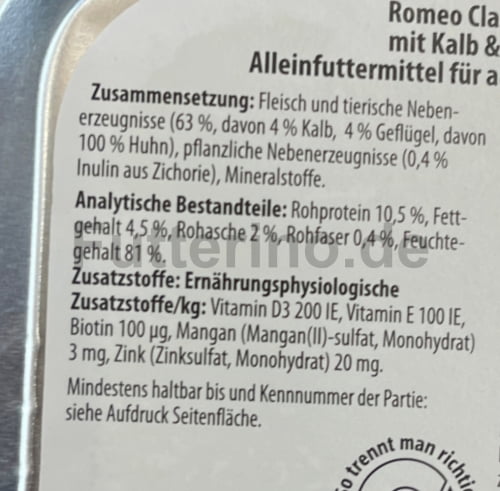 Romeo Cla
mit Kalb &
Alleinfuttermittel für a
Zusammensetzung: Fleisch und tierische Neben-
erzeugnisse (63 %, davon 4 % Kalb, 4 % Geflügel, davon
100 % Huhn), pflanzliche Nebenerzeugnisse (0,4 %
Inulin aus Zichorie), Mineralstoffe.
Analytische Bestandteile: Rohprotein 10,5 %, Fett-
gehalt 4,5 %, Rohasche 2 %, Rohfaser 0,4 %, Feuchte-
gehalt 81 %.
Futterino.de
Zusatzstoffe: Ernährungsphysiologische
Zusatzstoffe/kg: Vitamin D3 200 IE, Vitamin E 100 IE,
Biotin 100 µg, Mangan (Mangan(II)-sulfat, Monohydrat)
3 mg, Zink (Zinksulfat, Monohydrat) 20 mg.
Mindestens haltbar bis und Kennnummer der Partie:
siehe Aufdruck Seitenfläche.
so trennt man richtig